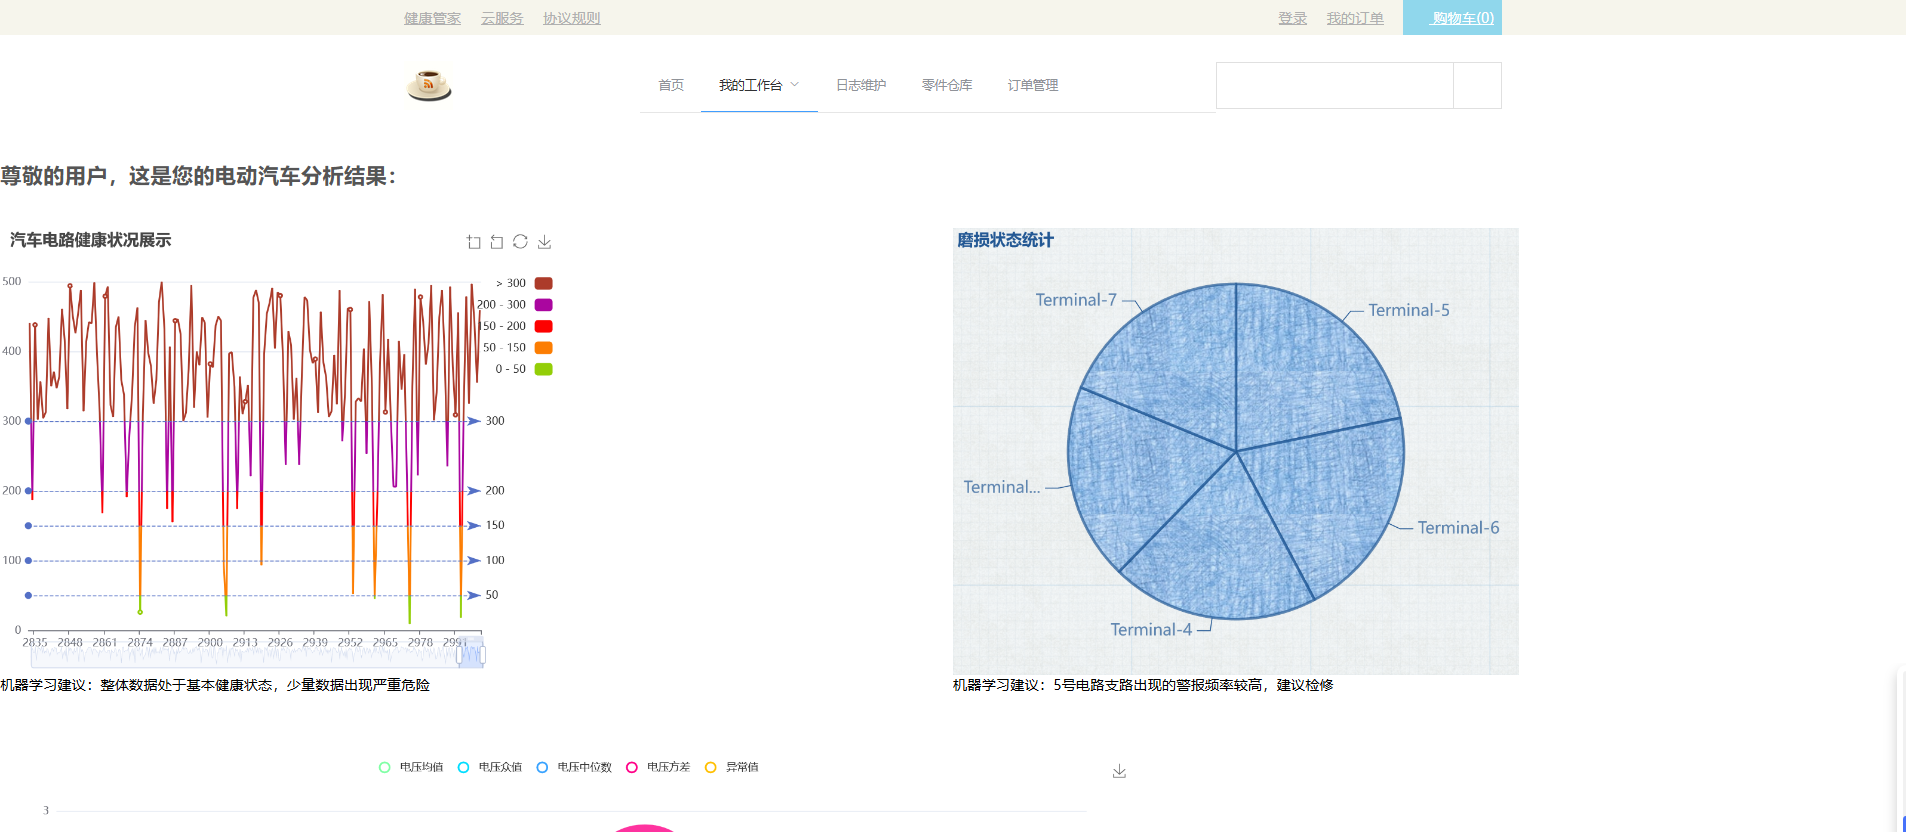 健康管家 云服务 协议规则 登录 我的订单 购物车(0)
首页 我的工作台 日志维护 零件仓库 订单管理
尊敬的用户，这是您的电动汽车分析结果：
汽车电路健康状况展示
> 300
200 - 300
150 - 200
50 - 150
0 - 50
500
400
300
200
100
0
300
200
150
100
50
2835 2848 2861 2874 2887 2900 2913 2926 2939 2952 2965 2978 2991
机器学习建议：整体数据处于基本健康状态，少量数据出现严重危险
磨损状态统计
Terminal-7
Terminal-5
Terminal...
Terminal-6
Terminal-4
机器学习建议：5号电路支路出现的警报频率较高，建议检修
电压均值 电压众值 电压中位数 电压方差 异常值
3